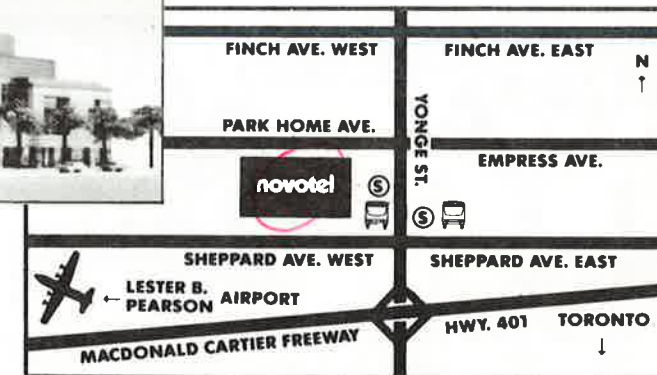 FINCH AVE. WEST
FINCH AVE. EAST
N
PARK HOME AVE.
YONGE ST.
EMPRESS AVE.
novotel
S
S
SHEPPARD AVE. WEST
SHEPPARD AVE. EAST
LESTER B.
PEARSON AIRPORT
MACDONALD CARTIER FREEWAY
HWY. 401
TORONTO